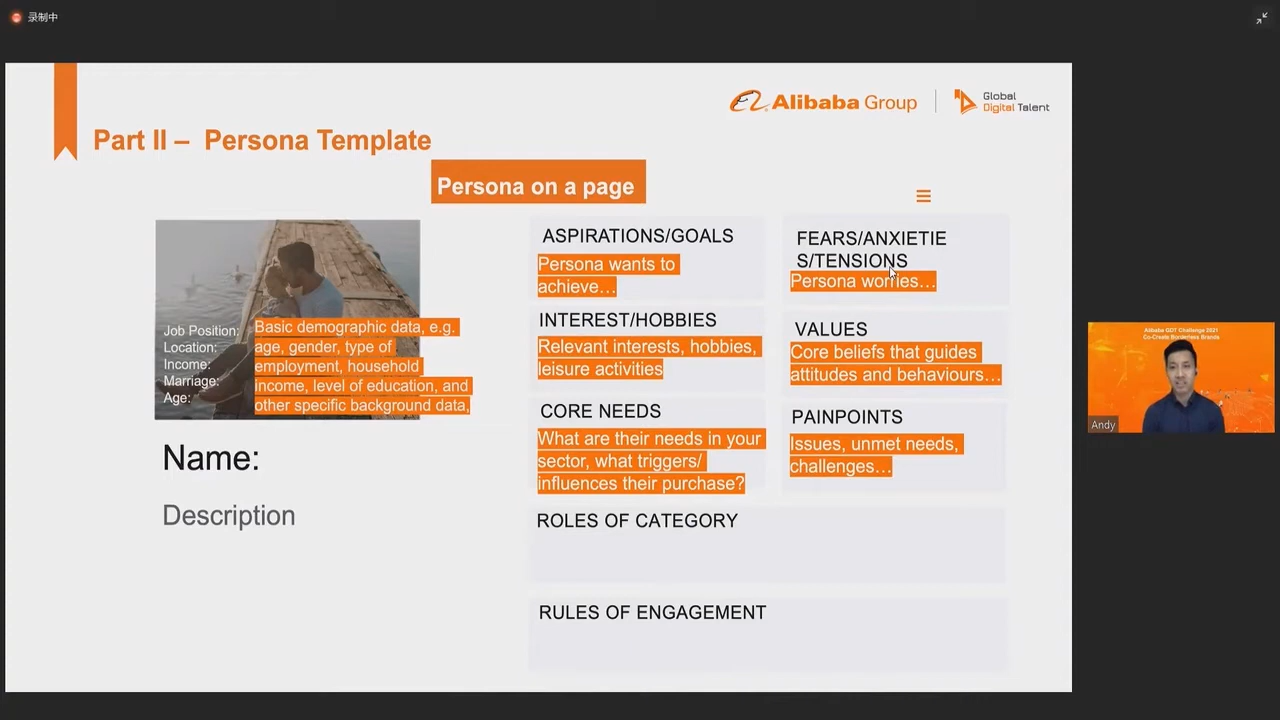 录制中
Alibaba Group
Global
Digital Talent
Part II – Persona Template
Persona on a page
Job Position:
Location:
Income:
Marriage:
Age:
Basic demographic data, e.g.
age, gender, type of
employment, household
income, level of education, and
other specific background data,
Name:
Description
ASPIRATIONS/GOALS
Persona wants to
achieve…
FEARS/ANXIETIE
S/TENSIONS
Persona worries…
INTEREST/HOBBIES
Relevant interests, hobbies,
leisure activities
VALUES
Core beliefs that guides
attitudes and behaviours…
CORE NEEDS
What are their needs in your
sector, what triggers/
influences their purchase?
PAINPOINTS
Issues, unmet needs,
challenges…
ROLES OF CATEGORY
RULES OF ENGAGEMENT
Alibaba GDT Challenge 2021
Co-Create Borderless Brands
Andy